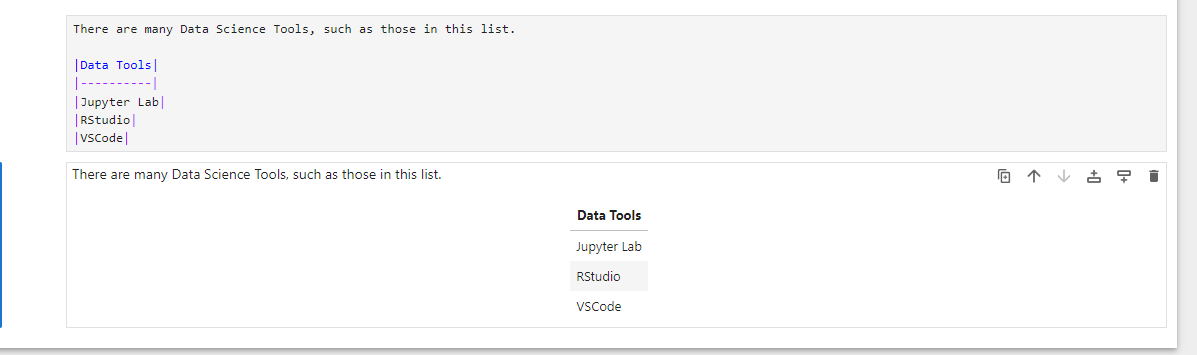 There are many Data Science Tools, such as those in this list.
|Data Tools|
|----------|
|Jupyter Lab|
|RStudio|
|VSCode|
There are many Data Science Tools, such as those in this list.
Data Tools
Jupyter Lab
RStudio
VSCode